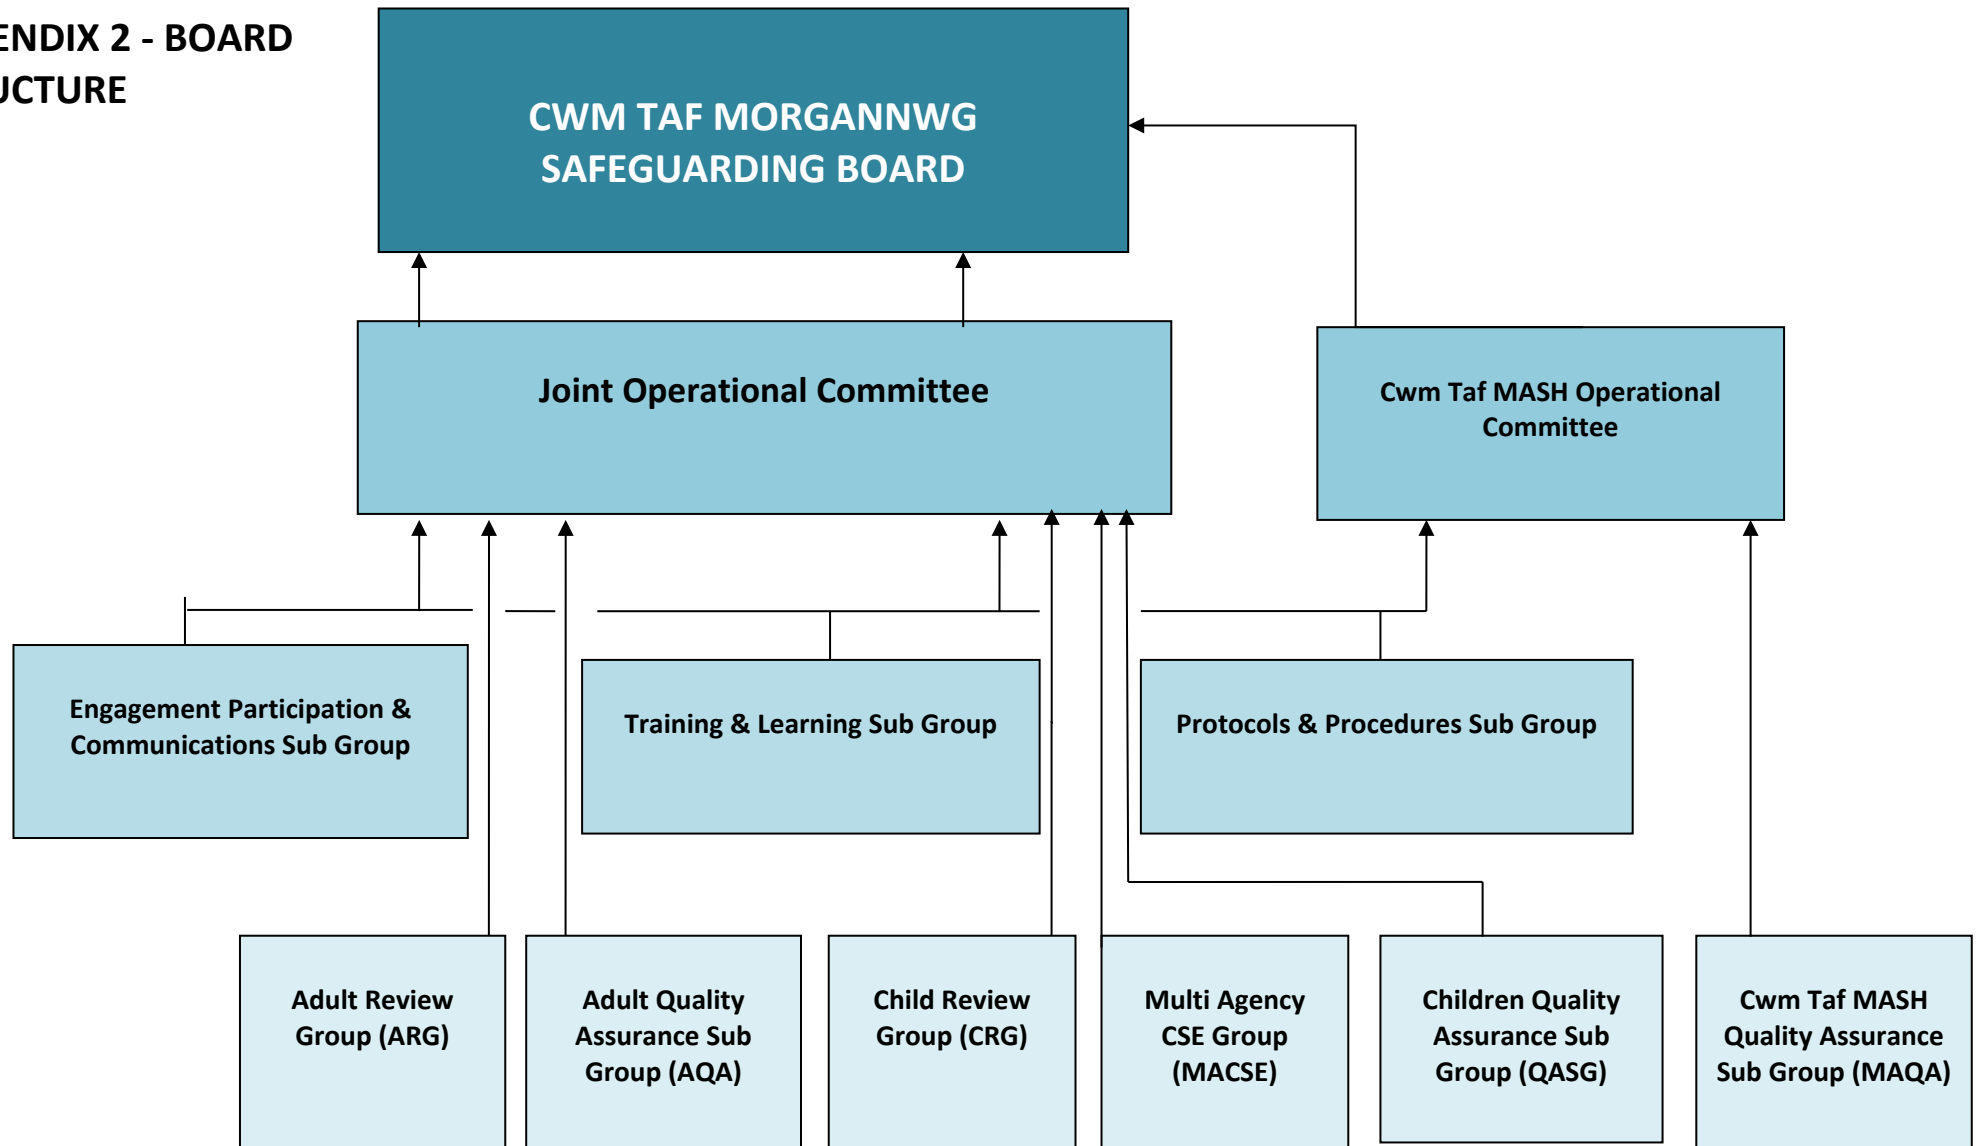 ENDIX 2 - BOARD
UCTURE
CWM TAF MORGANNWG
SAFEGUARDING BOARD
Joint Operational Committee
Cwm Taf MASH Operational
Committee
Engagement Participation &
Communications Sub Group
Training & Learning Sub Group
Protocols & Procedures Sub Group
Adult Review
Group (ARG)
Adult Quality
Assurance Sub
Group (AQA)
Child Review
Group (CRG)
Multi Agency
CSE Group
(MACSE)
Children Quality
Assurance Sub
Group (QASG)
Cwm Taf MASH
Quality Assurance
Sub Group (MAQA)